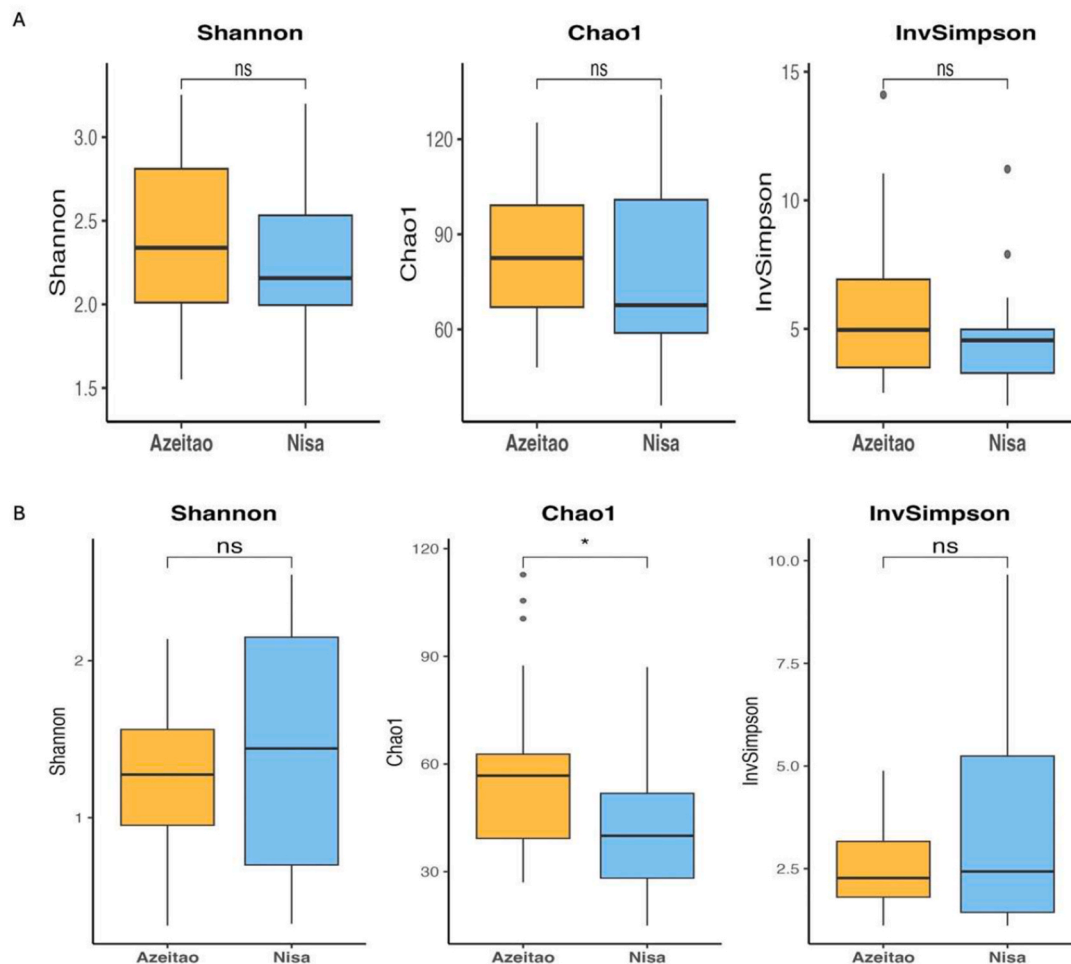 A
Shannon
Chao1
InvSimpson
ns
ns
ns
Shannon
3.0
2.5
2.0
1.5
Azeitao
Nisa
Chao1
120
90
60
Azeitao
Nisa
InvSimpson
15
10
5
Azeitao
Nisa
B
Shannon
Chao1
InvSimpson
ns
*
ns
Shannon
2
1
Azeitao
Nisa
Chao1
120
90
60
30
Azeitao
Nisa
InvSimpson
10.0
7.5
5.0
2.5
Azeitao
Nisa